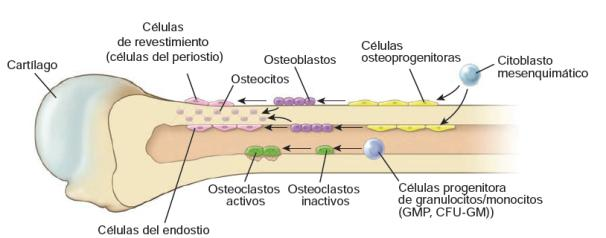 Células
de revestimiento
(células del periostio)
Cartílago
Osteocitos
Osteoblastos
Células
osteoprogenitoras
Citoblasto
mesenquimático
Osteoclastos
activos
Osteoclastos
inactivos
Células progenitora
de granulocitos/monocitos
(GMP, CFU-GM))
Células del endostio